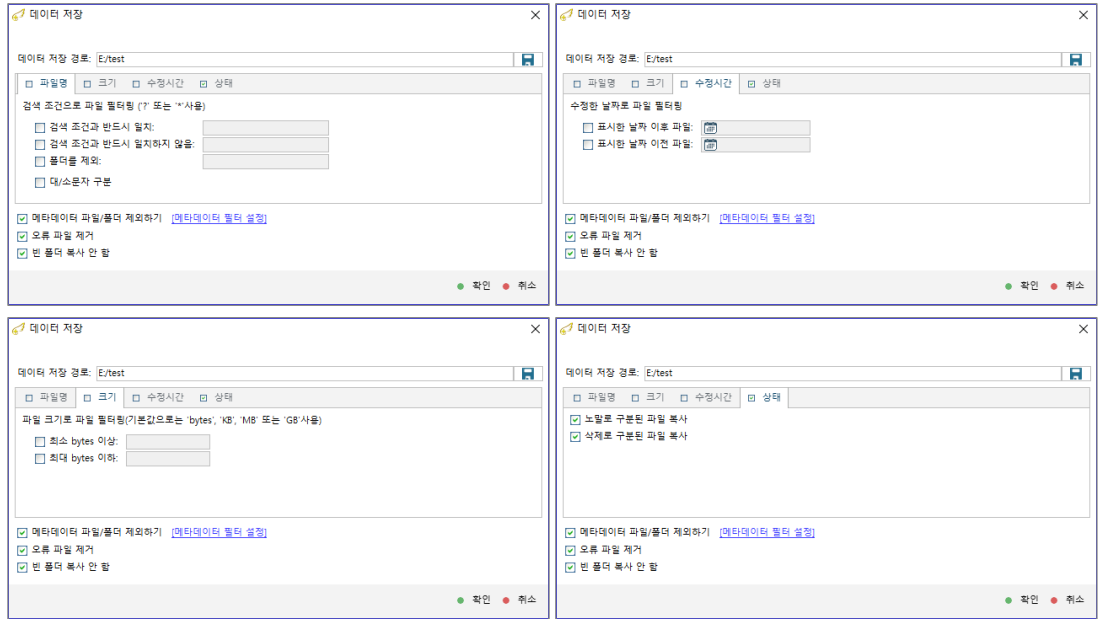 데이터 저장
데이터 저장 경로: E:/test
파일명 크기 수정시간 상태
검색 조건으로 파일 필터링 ('?' 또는 '*'사용)
검색 조건과 반드시 일치:
검색 조건과 반드시 일치하지 않음:
폴더를 제외:
대/소문자 구분
메타데이터 파일/폴더 제외하기 [메타데이터 필터 설정]
오류 파일 제거
빈 폴더 복사 안 함
확인 취소
데이터 저장
데이터 저장 경로: E:/test
파일명 크기 수정시간 상태
수정한 날짜로 파일 필터링
표시한 날짜 이후 파일:
표시한 날짜 이전 파일:
메타데이터 파일/폴더 제외하기 [메타데이터 필터 설정]
오류 파일 제거
빈 폴더 복사 안 함
확인 취소
데이터 저장
데이터 저장 경로: E:/test
파일명 크기 수정시간 상태
파일 크기로 파일 필터링(기본값으로는 'bytes', 'KB', 'MB' 또는 'GB'사용)
최소 bytes 이상:
최대 bytes 이하:
메타데이터 파일/폴더 제외하기 [메타데이터 필터 설정]
오류 파일 제거
빈 폴더 복사 안 함
확인 취소
데이터 저장
데이터 저장 경로: E:/test
파일명 크기 수정시간 상태
노말로 구분된 파일 복사
삭제로 구분된 파일 복사
메타데이터 파일/폴더 제외하기 [메타데이터 필터 설정]
오류 파일 제거
빈 폴더 복사 안 함
확인 취소